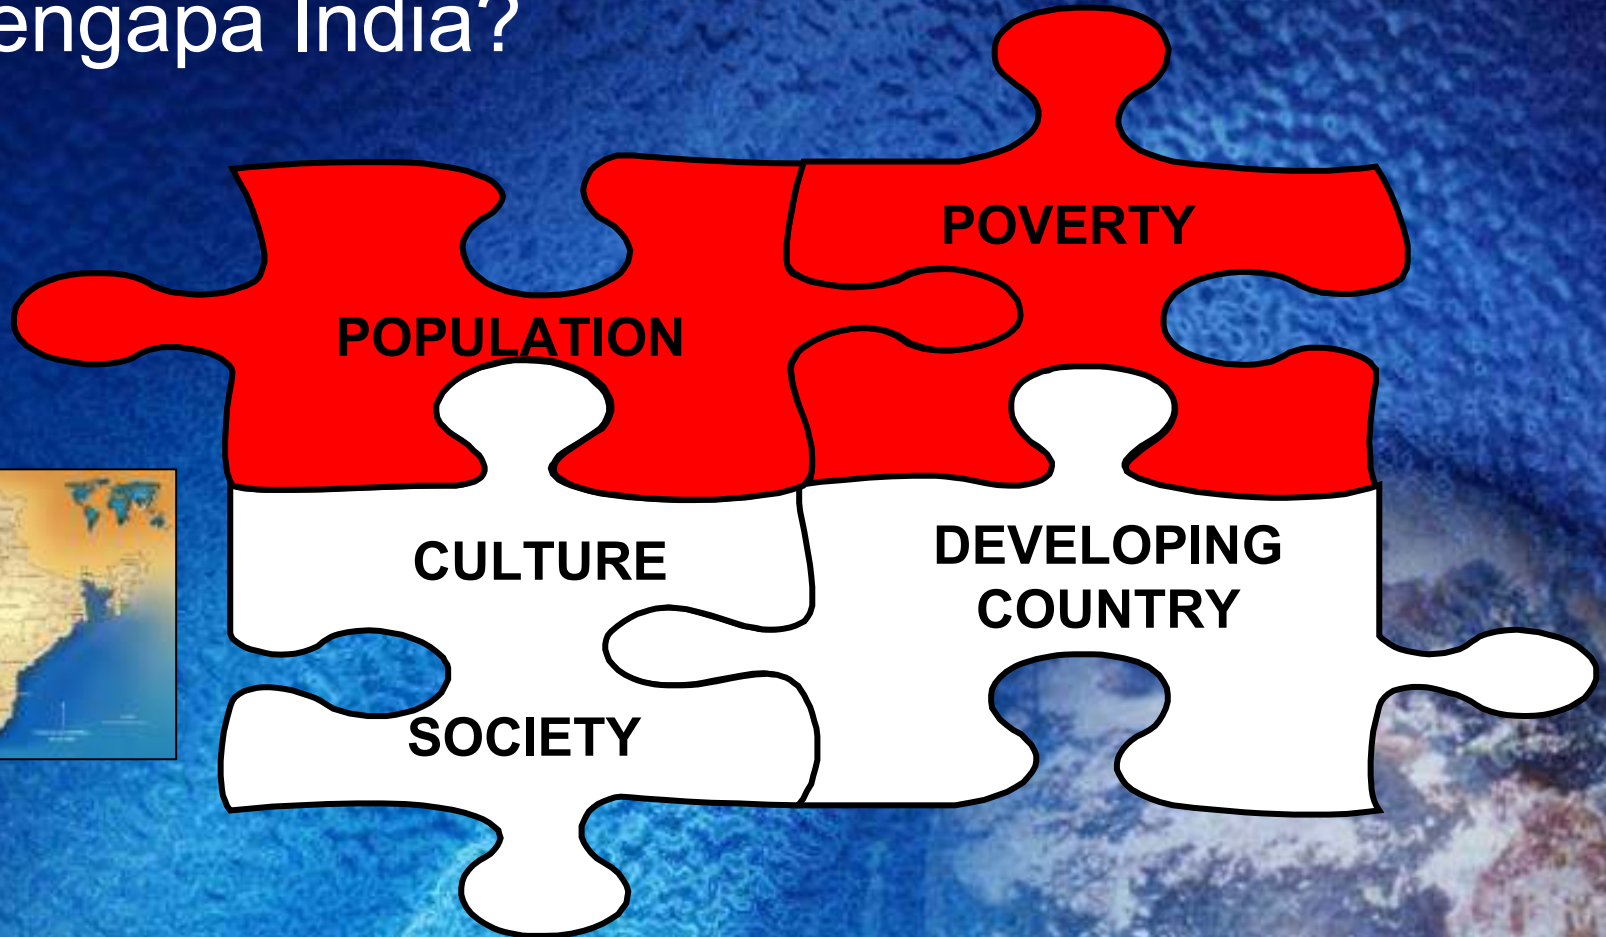 engapa India?
POVERTY
POPULATION
CULTURE
DEVELOPING
COUNTRY
SOCIETY